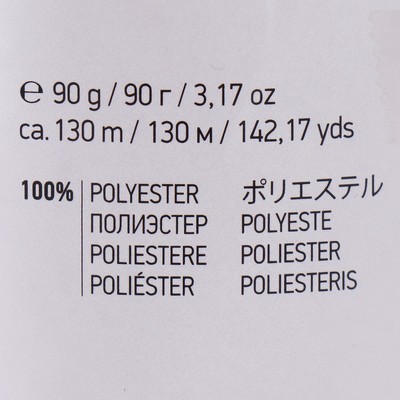 ℮ 90 g / 90 г / 3,17 oz
ca. 130 m / 130 м / 142,17 yds
100% POLYESTER ポリエステル
ПОЛИЭСТЕР POLYESTE
POLIESTERE POLIESTER
POLIÉSTER POLIESTERIS